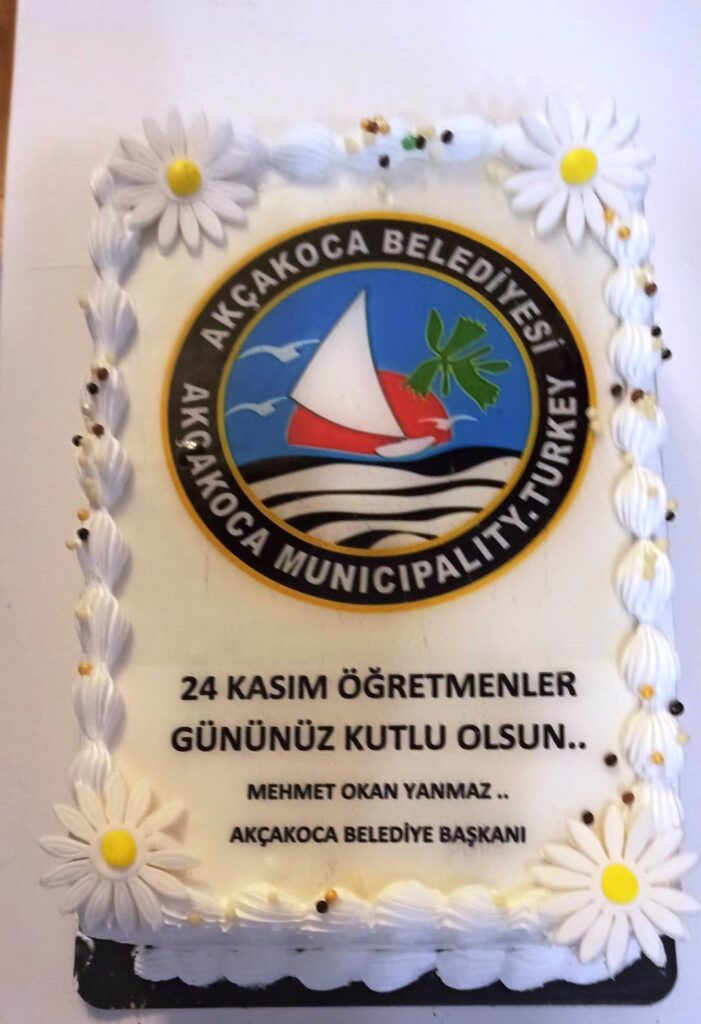 AKÇAKOCA BELEDİYESİ
AKÇAKOCA MUNICIPALITY.TURKEY
24 KASIM ÖĞRETMENLER
GÜNÜNÜZ KUTLU OLSUN..
MEHMET OKAN YANMAZ ..
AKÇAKOCA BELEDİYE BAŞKANI